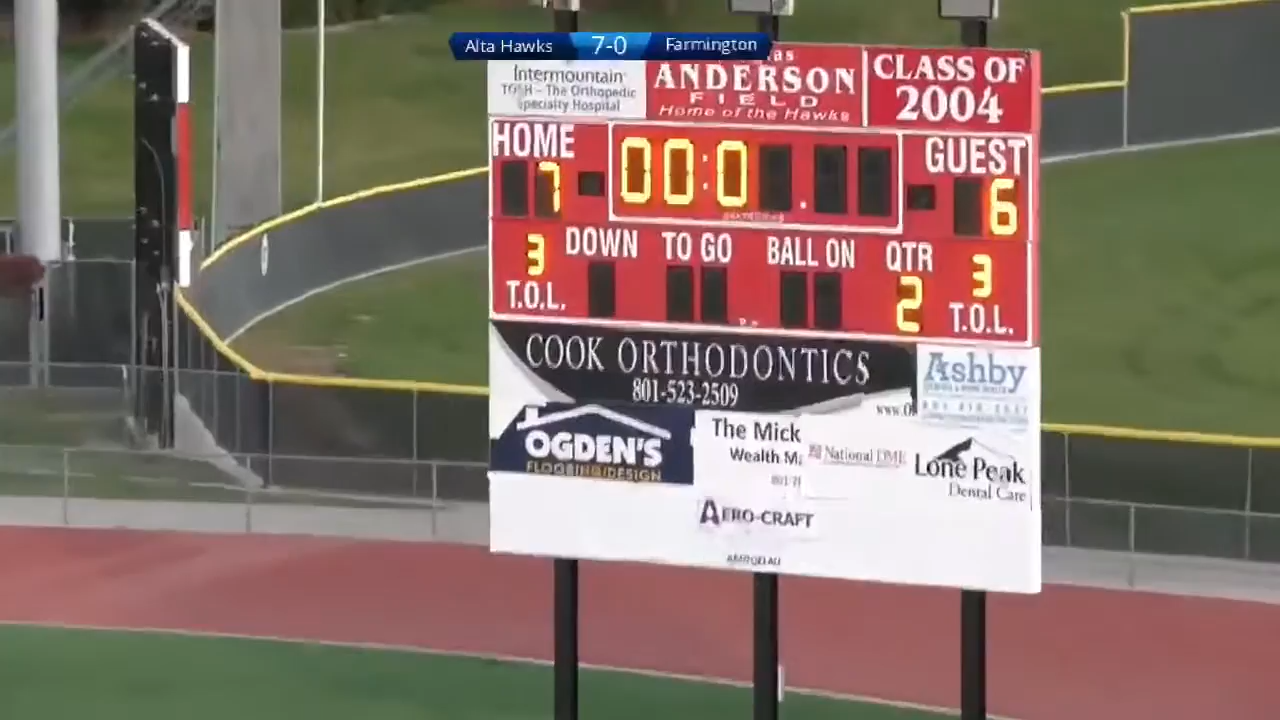 Alta Hawks 7-0 Farmington
Intermountain
TOSH - The Orthopedic
Specialty Hospital
ANDERSON
FIELD
Home of the Hawks
CLASS OF
2004
HOME
7
00:0
GUEST
6
3
T.O.L.
DOWN
TO GO
BALL ON
QTR
2
3
T.O.L.
COOK ORTHODONTICS
801-523-2509
Ashby
OGDEN'S
FLOORING/DESIGN
The Mick
Wealth
National DME
Lone Peak
Dental Care
AERO-CRAFT